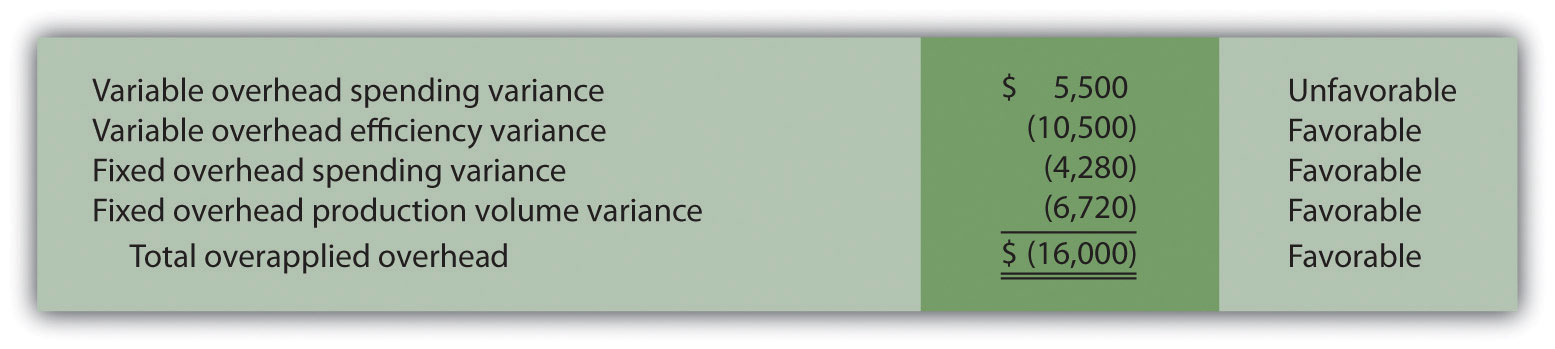 Variable overhead spending variance $ 5,500 Unfavorable
Variable overhead efficiency variance (10,500) Favorable
Fixed overhead spending variance (4,280) Favorable
Fixed overhead production volume variance (6,720) Favorable
Total overapplied overhead $ (16,000) Favorable